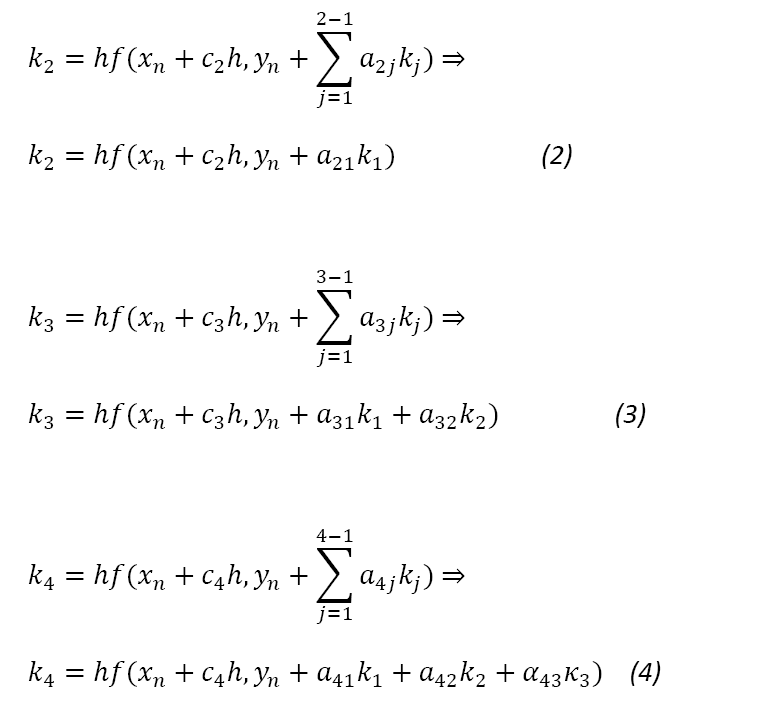 k₂ = hf(xₙ + c₂h, yₙ + ∑_{j=1}^{2−1} a₂ⱼkⱼ) ⇒
k₂ = hf(xₙ + c₂h, yₙ + a₂₁k₁) (2)
k₃ = hf(xₙ + c₃h, yₙ + ∑_{j=1}^{3−1} a₃ⱼkⱼ) ⇒
k₃ = hf(xₙ + c₃h, yₙ + a₃₁k₁ + a₃₂k₂) (3)
k₄ = hf(xₙ + c₄h, yₙ + ∑_{j=1}^{4−1} a₄ⱼkⱼ) ⇒
k₄ = hf(xₙ + c₄h, yₙ + a₄₁k₁ + a₄₂k₂ + α₄₃κ₃) (4)